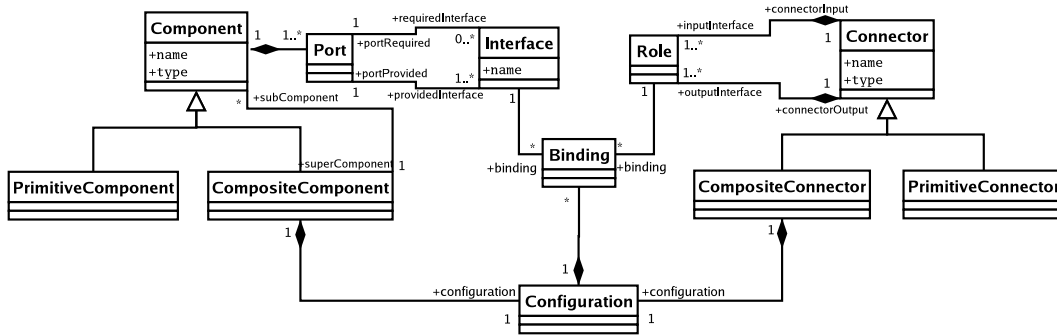 +connectorInput
Component
1
+requiredInterface
+inputInterface
Connector
1
1..*
Port
+portRequired
0..*
Interface
Role
1..*
1
+name
+type
+portProvided
1..*
+name
1..*
1
+name
+type
1
+providedInterface
1
1
+outputInterface
+connectorOutput
*
+subComponent
*
Binding
*
+superComponent
1
+binding
+binding
PrimitiveComponent
CompositeComponent
CompositeConnector
PrimitiveConnector
*
1
1
1
+configuration
Configuration
+configuration
1
1